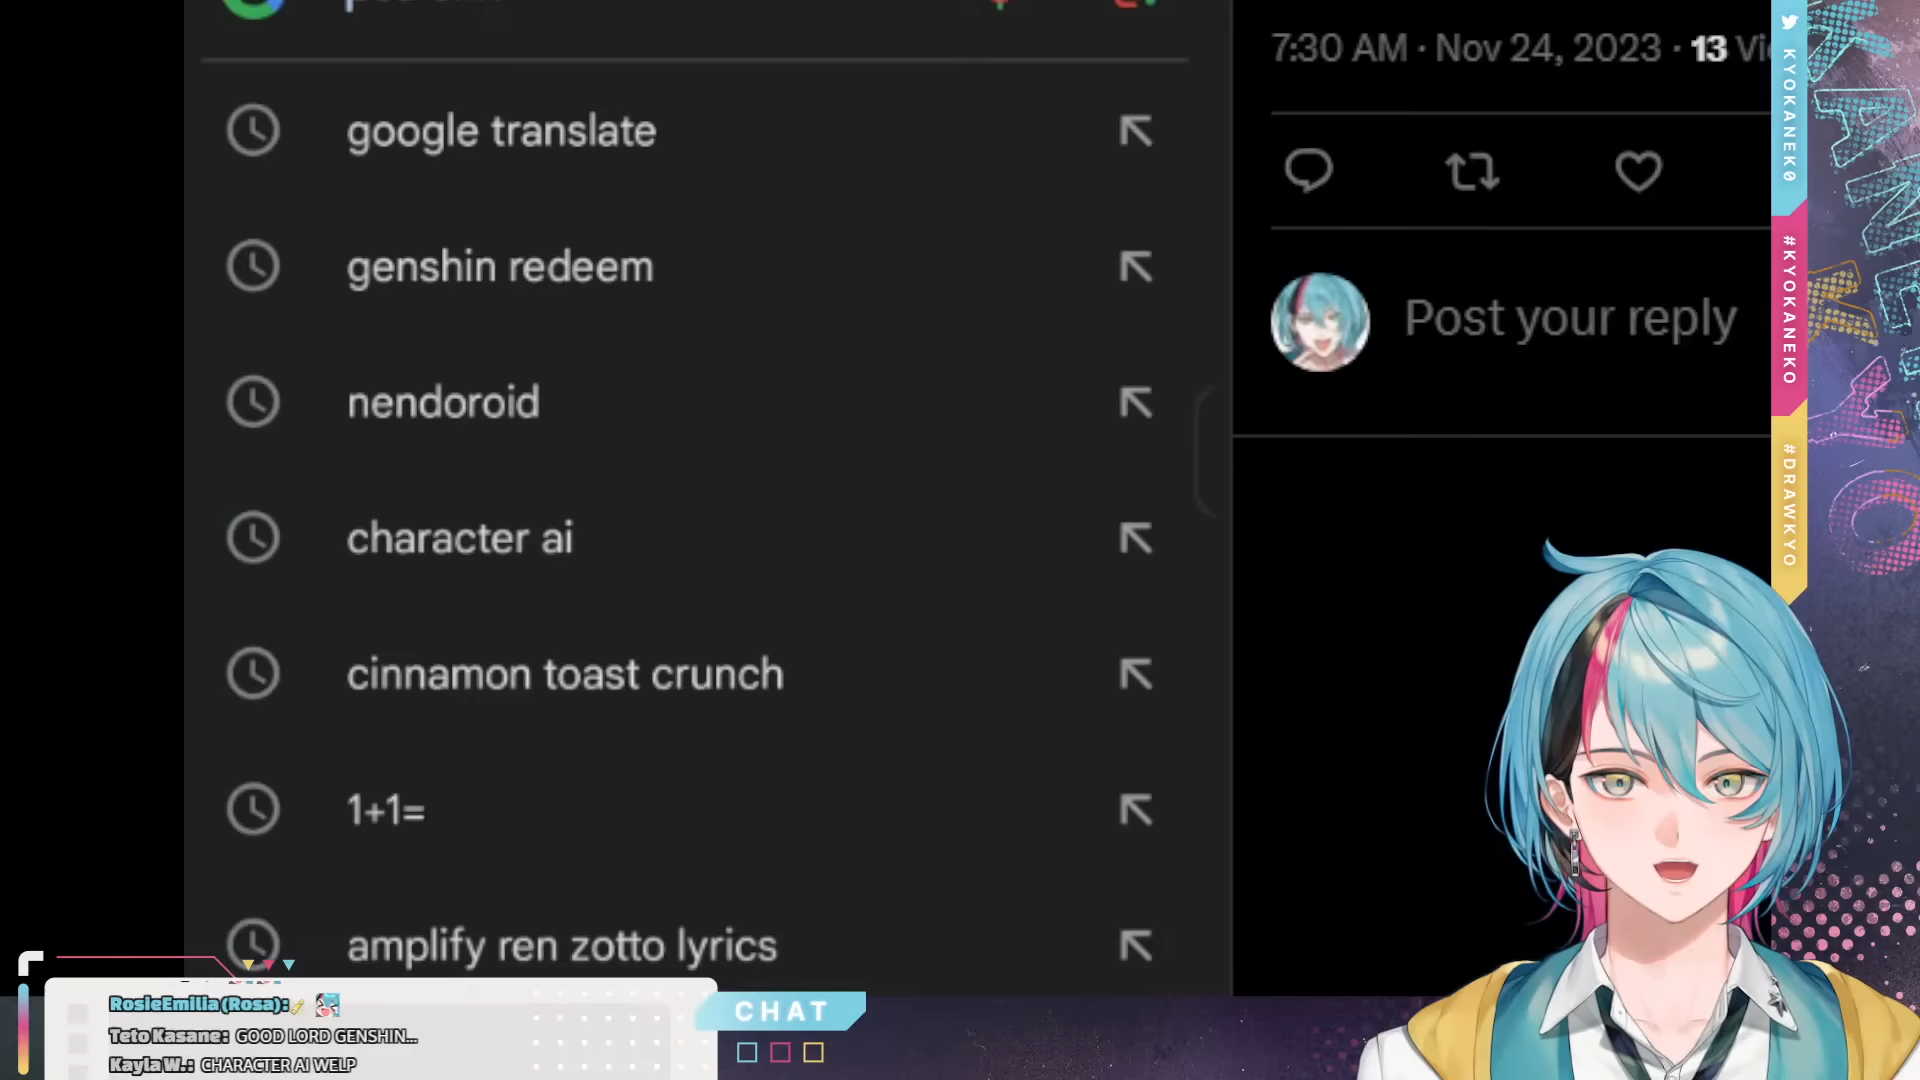 google translate
genshin redeem
nendoroid
character ai
cinnamon toast crunch
1+1=
amplify ren zotto lyrics
7:30 AM · Nov 24, 2023 · 13
Post your reply
KYOKANEK0
#KYOKANEKO
#DRAWKYO
RosieEmilia (Rosa):
Teto Kasane: GOOD LORD GENSHIN...
Kayla W.: CHARACTER AI WELP
CHAT